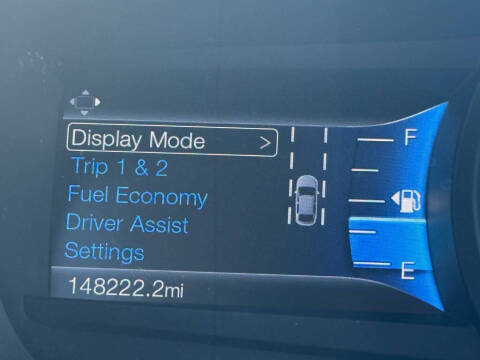 Display Mode >
Trip 1 & 2
Fuel Economy
Driver Assist
Settings
148222.2mi
F
E